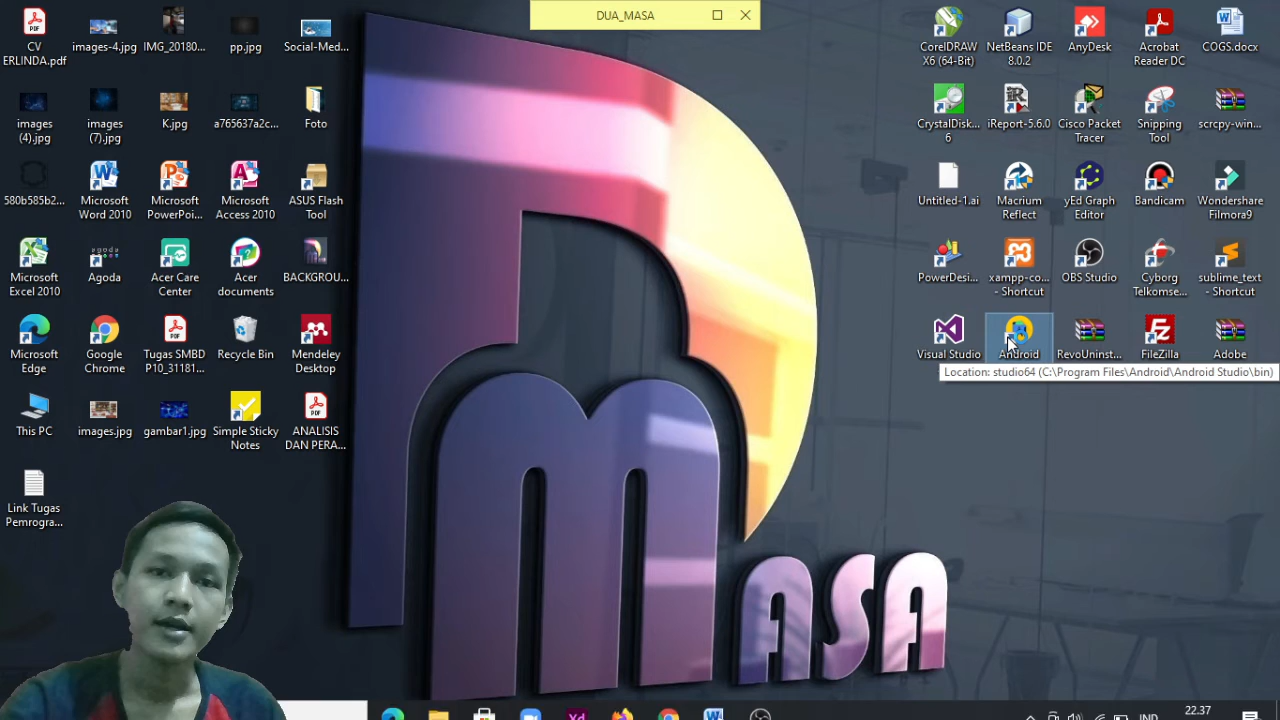 DUA_MASA
CV
ERLINDA.pdf
images-4.jpg
IMG_20180...
pp.jpg
Social-Med...
images
(4).jpg
images
(7).jpg
K.jpg
a765637a2c...
Foto
580b585b2...
Microsoft
Word 2010
Microsoft
PowerPoi...
Microsoft
Access 2010
ASUS Flash
Tool
Microsoft
Excel 2010
Agoda
Acer Care
Center
Acer
documents
BACKGROU...
Microsoft
Edge
Google
Chrome
Tugas SMBD
P10_31181...
Recycle Bin
Mendeley
Desktop
This PC
images.jpg
gambar1.jpg
Simple Sticky
Notes
ANALISIS
DAN PERA...
Link Tugas
Pemrogra...
CorelDRAW
X6 (64-Bit)
NetBeans IDE
8.0.2
AnyDesk
Acrobat
Reader DC
COGS.docx
CrystalDisk...
6
iReport-5.6.0
Cisco Packet
Tracer
Snipping
Tool
scrcpy-win...
Untitled-1.ai
Macrium
Reflect
yEd Graph
Editor
Bandicam
Wondershare
Filmora9
PowerDesi...
xampp-co...
- Shortcut
OBS Studio
Cyborg
Telkomse...
sublime_text
- Shortcut
Visual Studio
Android
RevoUninst...
FileZilla
Adobe
Location: studio64 (C:\Program Files\Android\Android Studio\bin)
MASA
IND
22.37